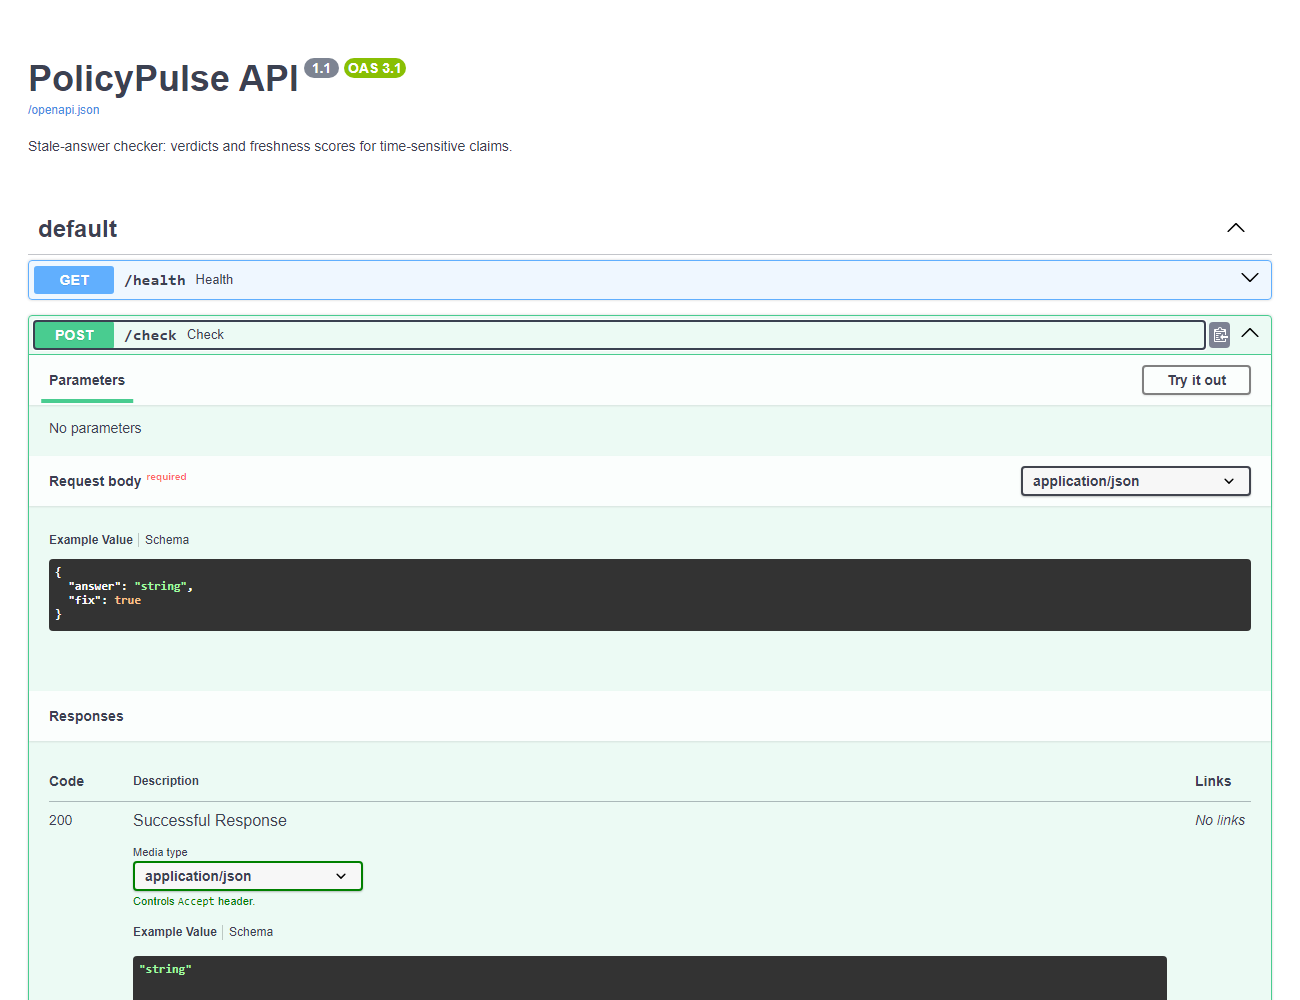 PolicyPulse API 1.1 OAS 3.1
/openapi.json
Stale-answer checker: verdicts and freshness scores for time-sensitive claims.
default
GET /health Health
POST /check Check
Parameters Try it out
No parameters
Request body required application/json
Example Value | Schema
{
  "answer": "string",
  "fix": true
}
Responses
Code Description Links
200 Successful Response No links
Media type
application/json
Controls Accept header.
Example Value | Schema
"string"